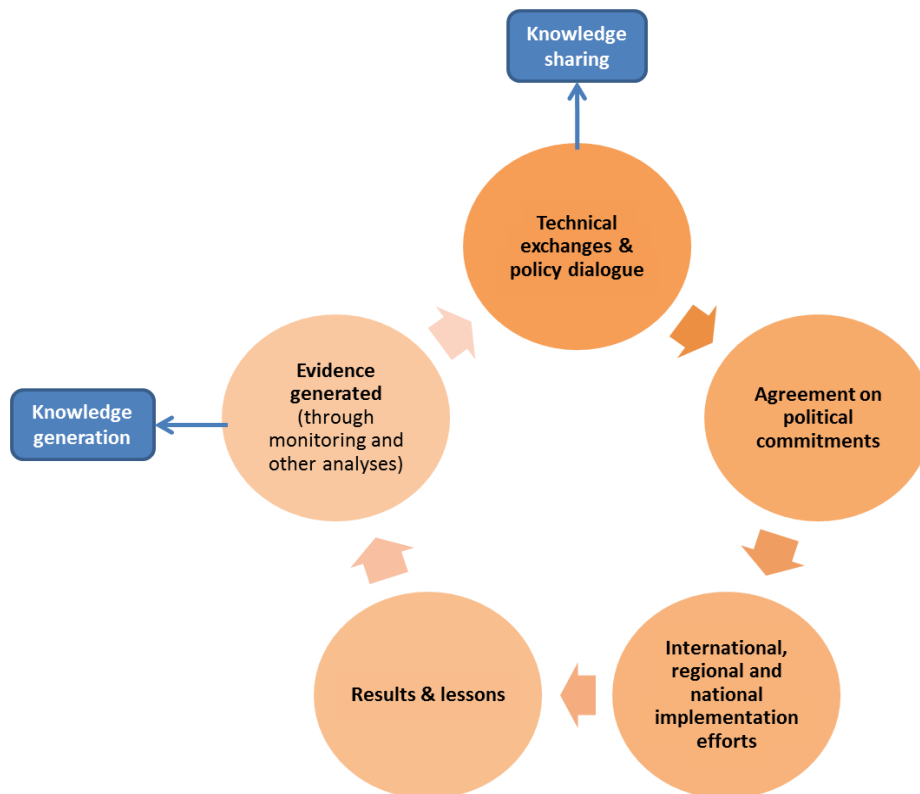 Knowledge
sharing
Technical
exchanges &
policy dialogue
Agreement on
political
commitments
International,
regional and
national
implementation
efforts
Results & lessons
Evidence
generated
(through
monitoring and
other analyses)
Knowledge
generation